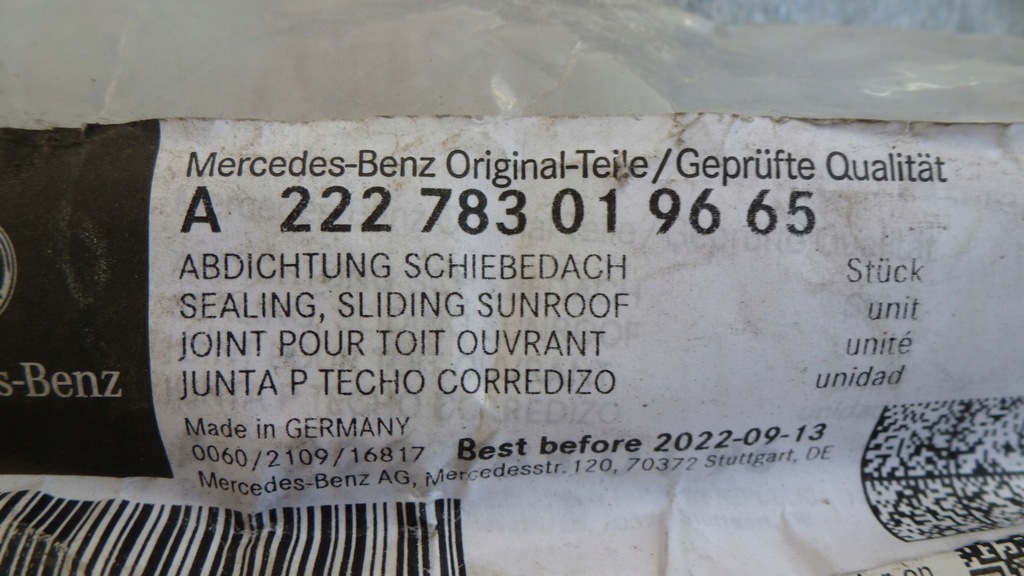 Mercedes-Benz Original-Teile/Geprüfte Qualität
A 222 783 01 96 65
ABDICHTUNG SCHIEBEDACH Stück
SEALING, SLIDING SUNROOF unit
JOINT POUR TOIT OUVRANT unité
JUNTA P TECHO CORREDIZO unidad
s-Benz
Made in GERMANY
0060/2109/16817 Best before 2022-09-13
Mercedes-Benz AG, Mercedesstr. 120, 70372 Stuttgart, DE